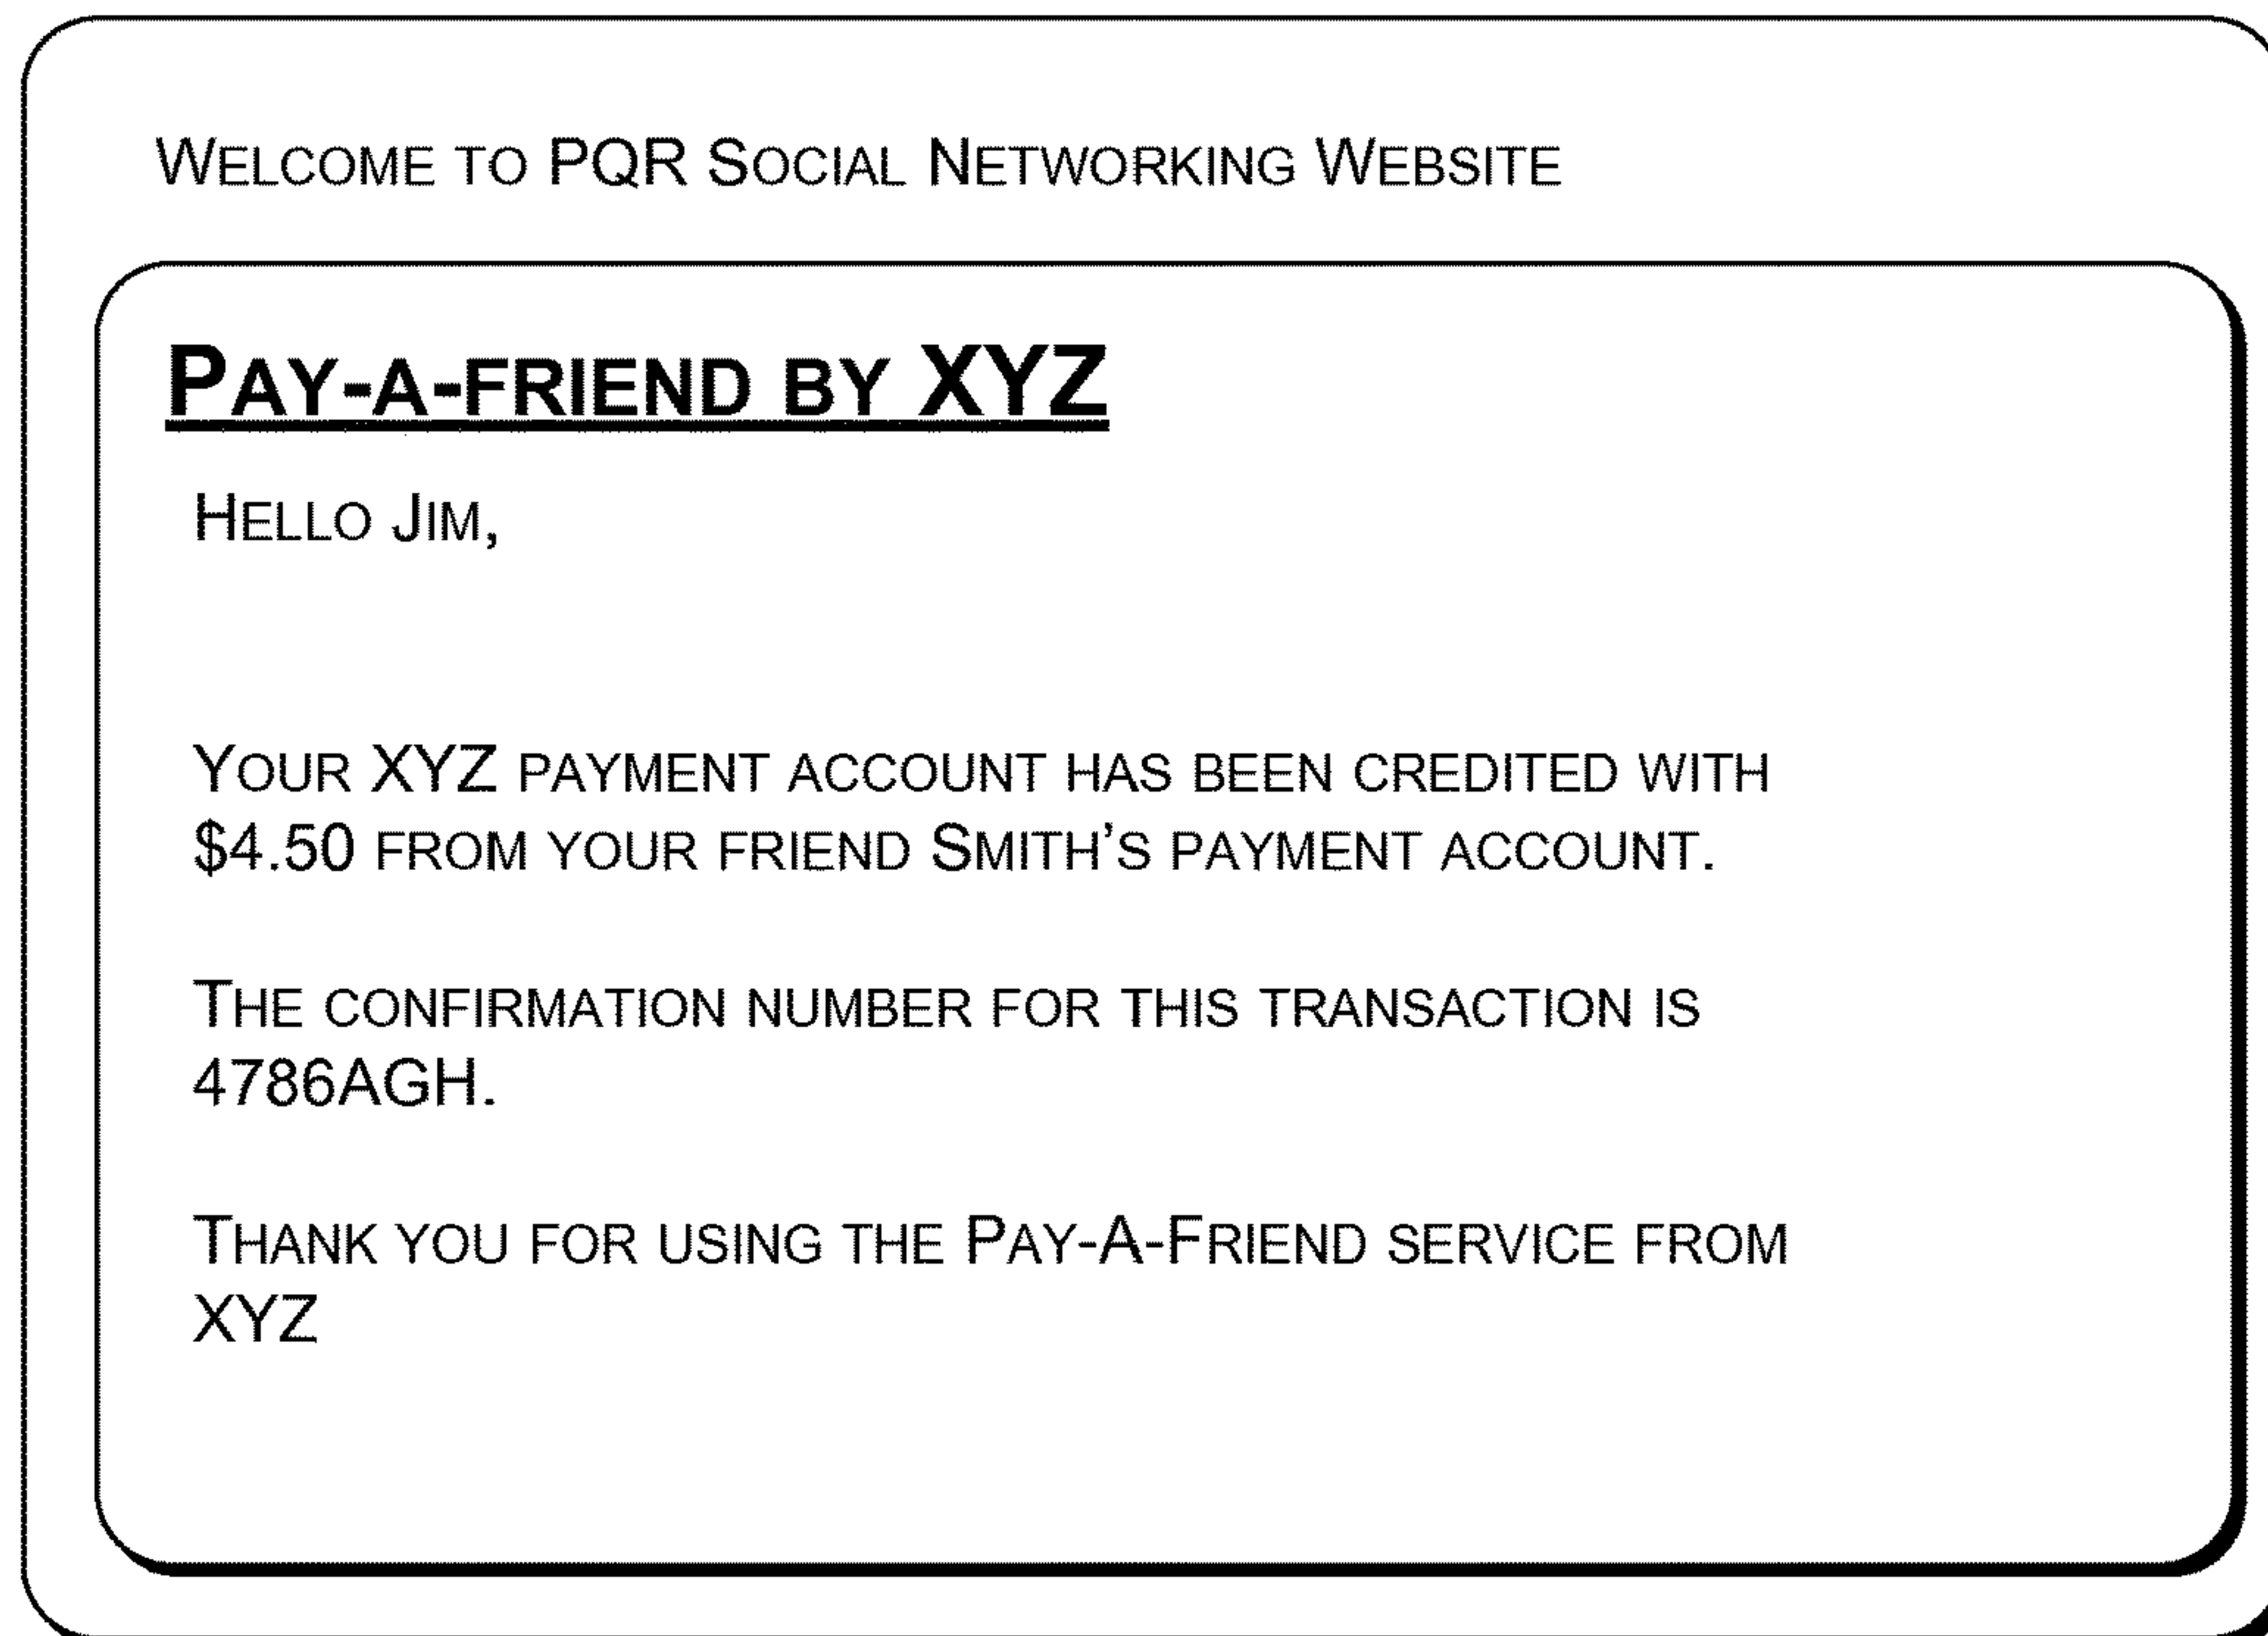 Welcome to PQR Social Networking Website
Pay-a-friend by XYZ
Hello Jim,
Your XYZ payment account has been credited with
$4.50 from your friend Smith's payment account.
The confirmation number for this transaction is
4786AGH.
Thank you for using the Pay-A-Friend service from
XYZ